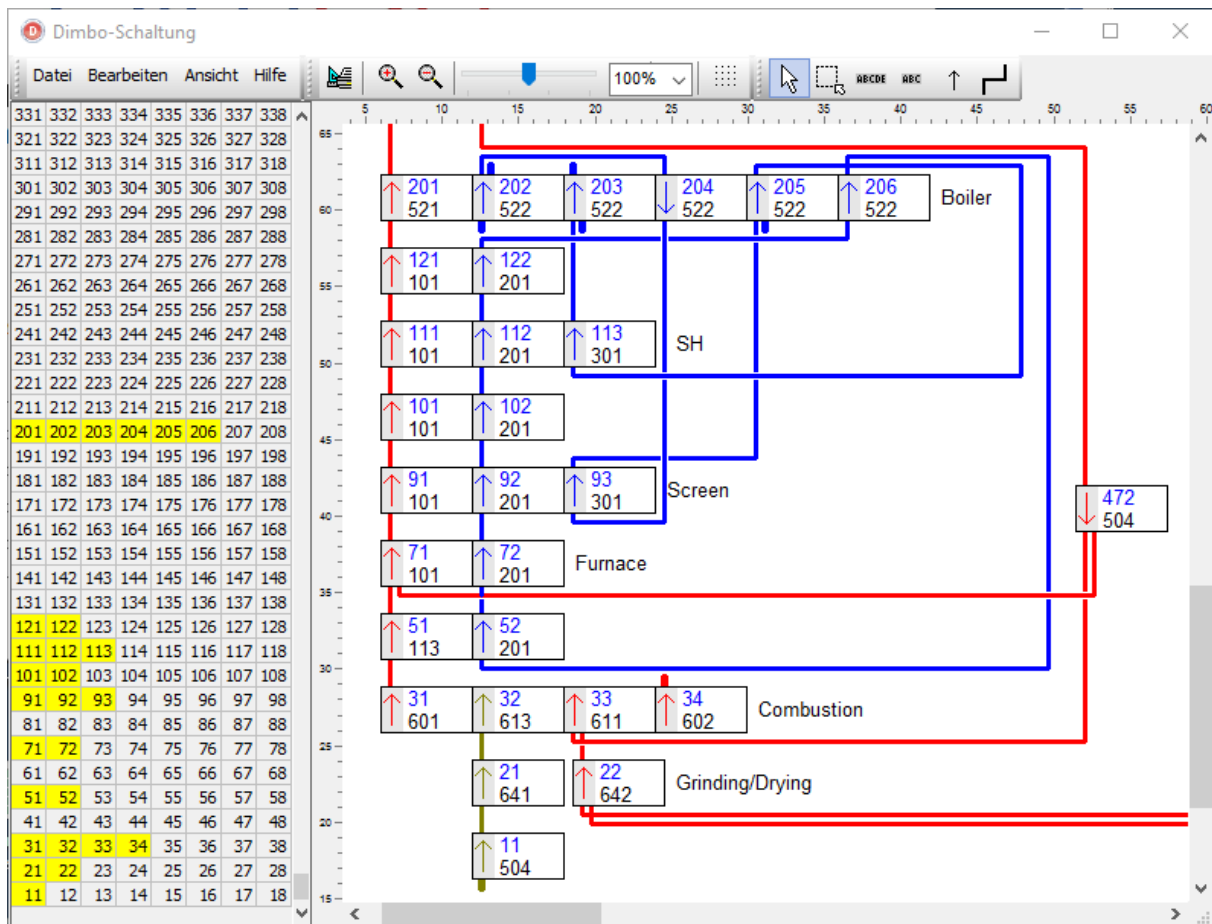 Dimbo-Schaltung
Datei Bearbeiten Ansicht Hilfe
100%
ABCDE ABC
5 10 15 20 25 30 35 40 45 50 55 60
331 332 333 334 335 336 337 338
321 322 323 324 325 326 327 328
311 312 313 314 315 316 317 318
301 302 303 304 305 306 307 308
291 292 293 294 295 296 297 298
281 282 283 284 285 286 287 288
271 272 273 274 275 276 277 278
261 262 263 264 265 266 267 268
251 252 253 254 255 256 257 258
241 242 243 244 245 246 247 248
231 232 233 234 235 236 237 238
221 222 223 224 225 226 227 228
211 212 213 214 215 216 217 218
201 202 203 204 205 206 207 208
191 192 193 194 195 196 197 198
181 182 183 184 185 186 187 188
171 172 173 174 175 176 177 178
161 162 163 164 165 166 167 168
151 152 153 154 155 156 157 158
141 142 143 144 145 146 147 148
131 132 133 134 135 136 137 138
121 122 123 124 125 126 127 128
111 112 113 114 115 116 117 118
101 102 103 104 105 106 107 108
91 92 93 94 95 96 97 98
81 82 83 84 85 86 87 88
71 72 73 74 75 76 77 78
61 62 63 64 65 66 67 68
51 52 53 54 55 56 57 58
41 42 43 44 45 46 47 48
31 32 33 34 35 36 37 38
21 22 23 24 25 26 27 28
11 12 13 14 15 16 17 18
65
60
55
50
45
40
35
30
25
20
15
201 202 203 204 205 206
521 522 522 522 522 522
Boiler
121 122
101 201
111 112 113
101 201 301
SH
101 102
101 201
91 92 93
101 201 301
Screen
472
504
71 72
101 201
Furnace
51 52
113 201
31 32 33 34
601 613 611 602
Combustion
21 22
641 642
Grinding/Drying
11
504